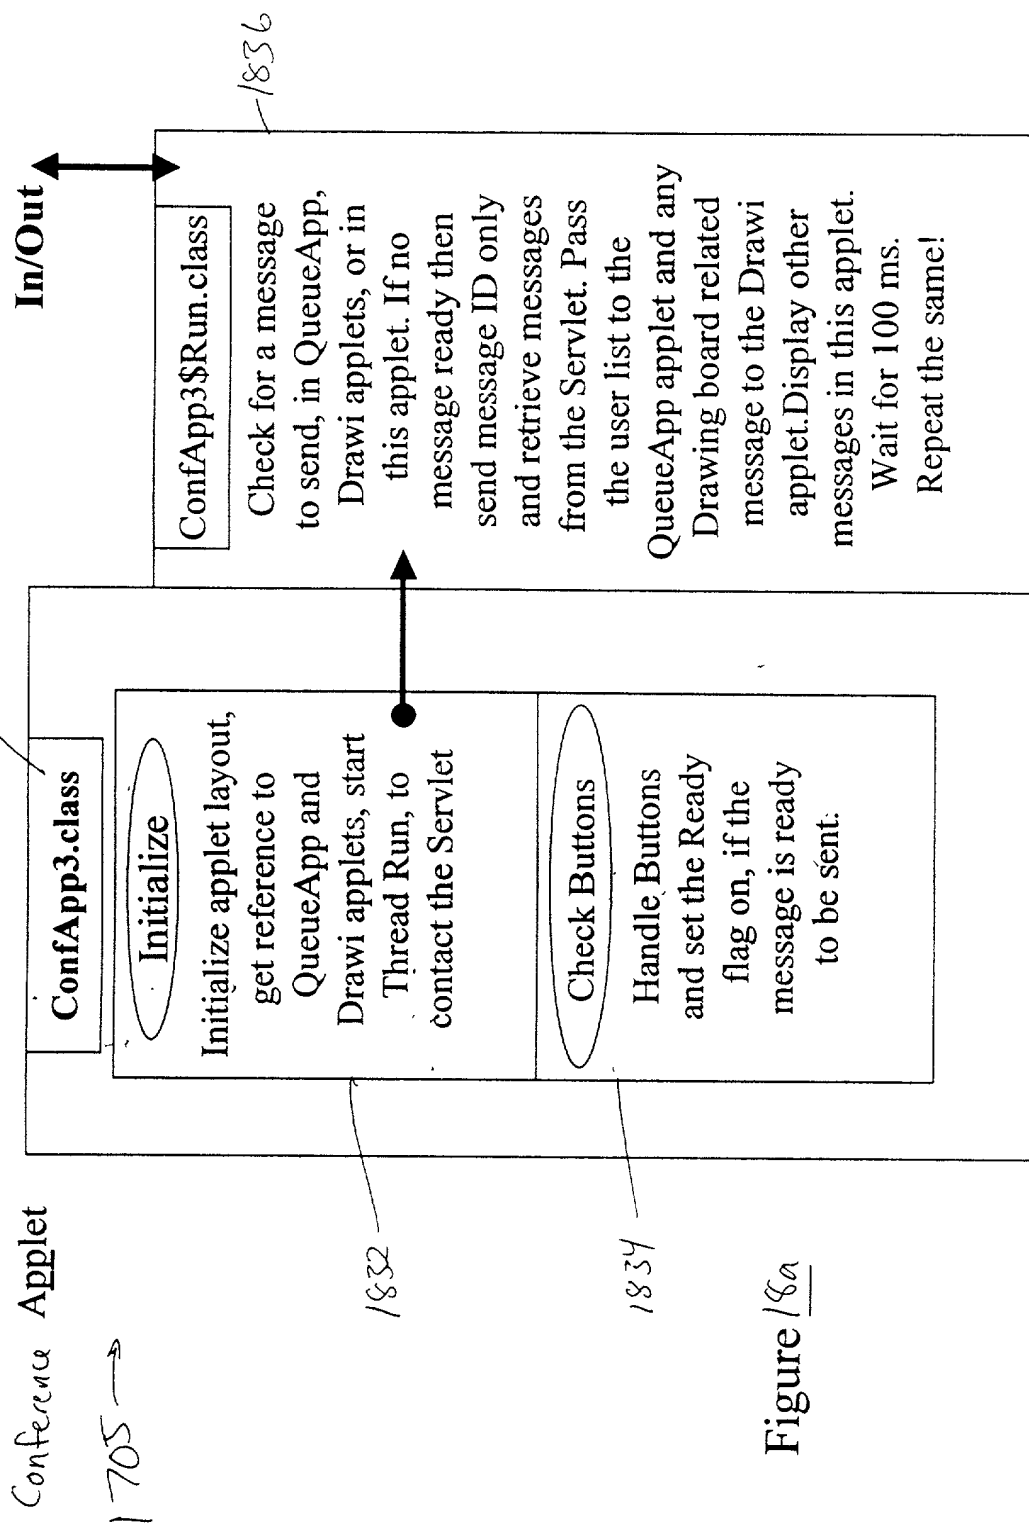 Conference Applet
1705
ConfApp3.class
Initialize
Initialize applet layout,
get reference to
QueueApp and
Drawi applets, start
Thread Run, to
contact the Servlet
1832
Check Buttons
Handle Buttons
and set the Ready
flag on, if the
message is ready
to be sent.
1834
In/Out
ConfApp3$Run.class
Check for a message
to send, in QueueApp,
Drawi applets, or in
this applet. If no
message ready then
send message ID only
and retrieve messages
from the Servlet. Pass
the user list to the
QueueApp applet and any
Drawing board related
message to the Drawi
applet.Display other
messages in this applet.
Wait for 100 ms.
Repeat the same!
1836
Figure 18a